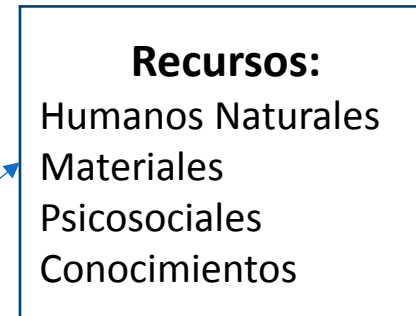 Recursos:
Humanos Naturales
Materiales
Psicosociales
Conocimientos